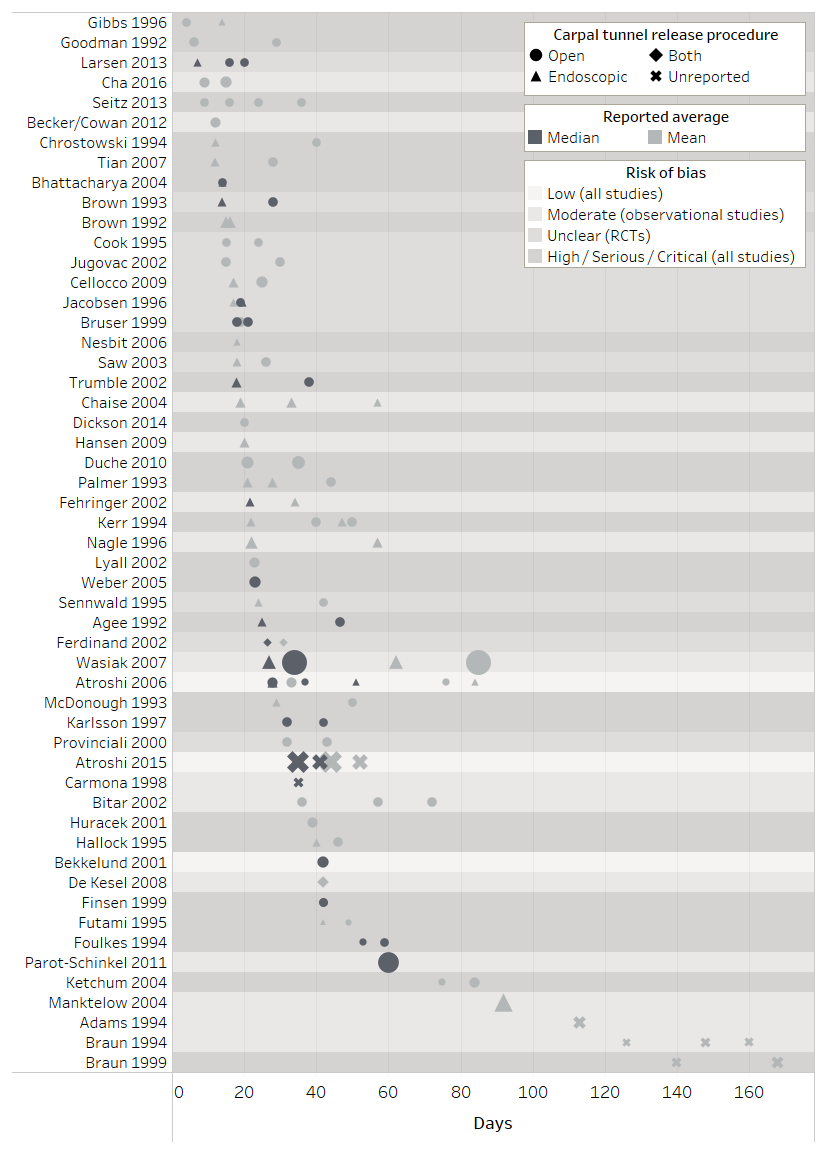 Gibbs 1996
Goodman 1992
Larsen 2013
Cha 2016
Seitz 2013
Becker/Cowan 2012
Chrostowski 1994
Tian 2007
Bhattacharya 2004
Brown 1993
Brown 1992
Cook 1995
Jugovac 2002
Cellocco 2009
Jacobsen 1996
Bruser 1999
Nesbit 2006
Saw 2003
Trumble 2002
Chaise 2004
Dickson 2014
Hansen 2009
Duche 2010
Palmer 1993
Fehringer 2002
Kerr 1994
Nagle 1996
Lyall 2002
Weber 2005
Sennwald 1995
Agee 1992
Ferdinand 2002
Wasiak 2007
Atroshi 2006
McDonough 1993
Karlsson 1997
Provinciali 2000
Atroshi 2015
Carmona 1998
Bitar 2002
Huracek 2001
Hallock 1995
Bekkelund 2001
De Kesel 2008
Finsen 1999
Futami 1995
Foulkes 1994
Parot-Schinkel 2011
Ketchum 2004
Manktelow 2004
Adams 1994
Braun 1994
Braun 1999
Carpal tunnel release procedure
Open Both
Endoscopic Unreported
Reported average
Median Mean
Risk of bias
Low (all studies)
Moderate (observational studies)
Unclear (RCTs)
High / Serious / Critical (all studies)
0 20 40 60 80 100 120 140 160
Days